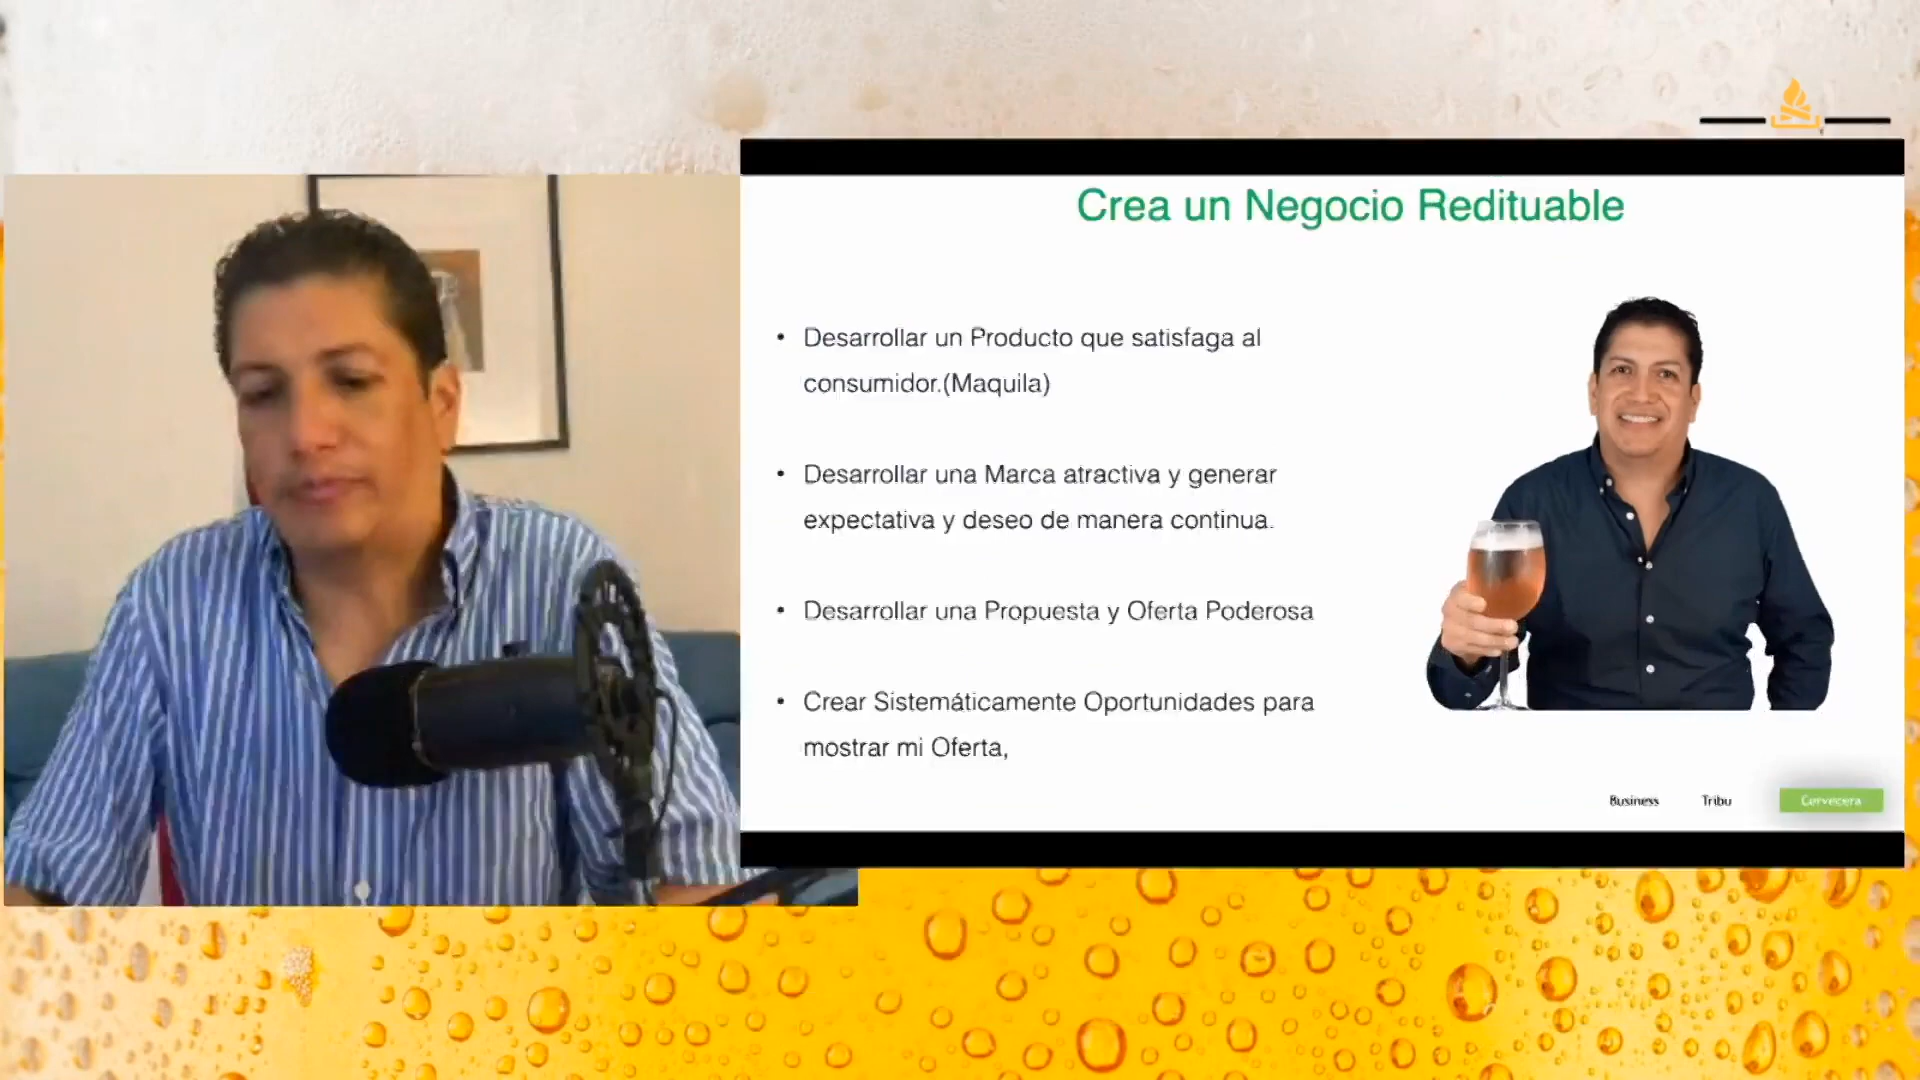 Crea un Negocio Redituable
• Desarrollar un Producto que satisfaga al
consumidor.(Maquila)
• Desarrollar una Marca atractiva y generar
expectativa y deseo de manera continua.
• Desarrollar una Propuesta y Oferta Poderosa
• Crear Sistemáticamente Oportunidades para
mostrar mi Oferta,
Business Tribu Cervecera